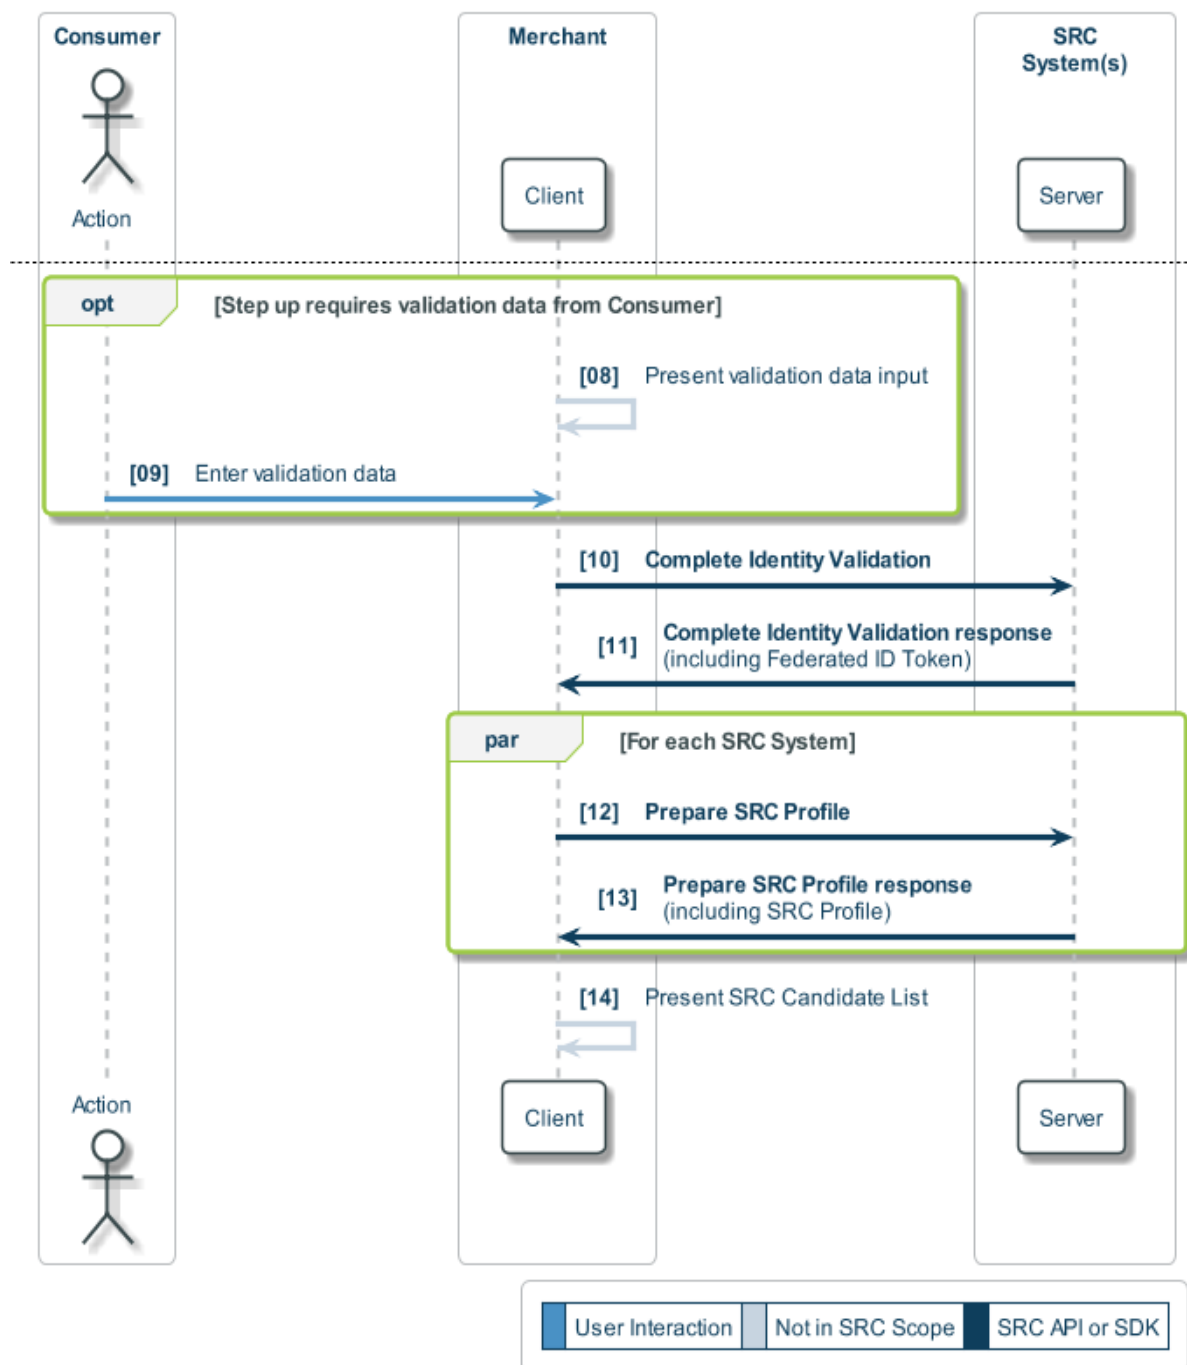 Consumer
Merchant
SRC
System(s)
Action
Client
Server
opt
[Step up requires validation data from Consumer]
[08] Present validation data input
[09] Enter validation data
[10] Complete Identity Validation
[11] Complete Identity Validation response
(including Federated ID Token)
par
[For each SRC System]
[12] Prepare SRC Profile
[13] Prepare SRC Profile response
(including SRC Profile)
[14] Present SRC Candidate List
Action
Client
Server
User Interaction
Not in SRC Scope
SRC API or SDK